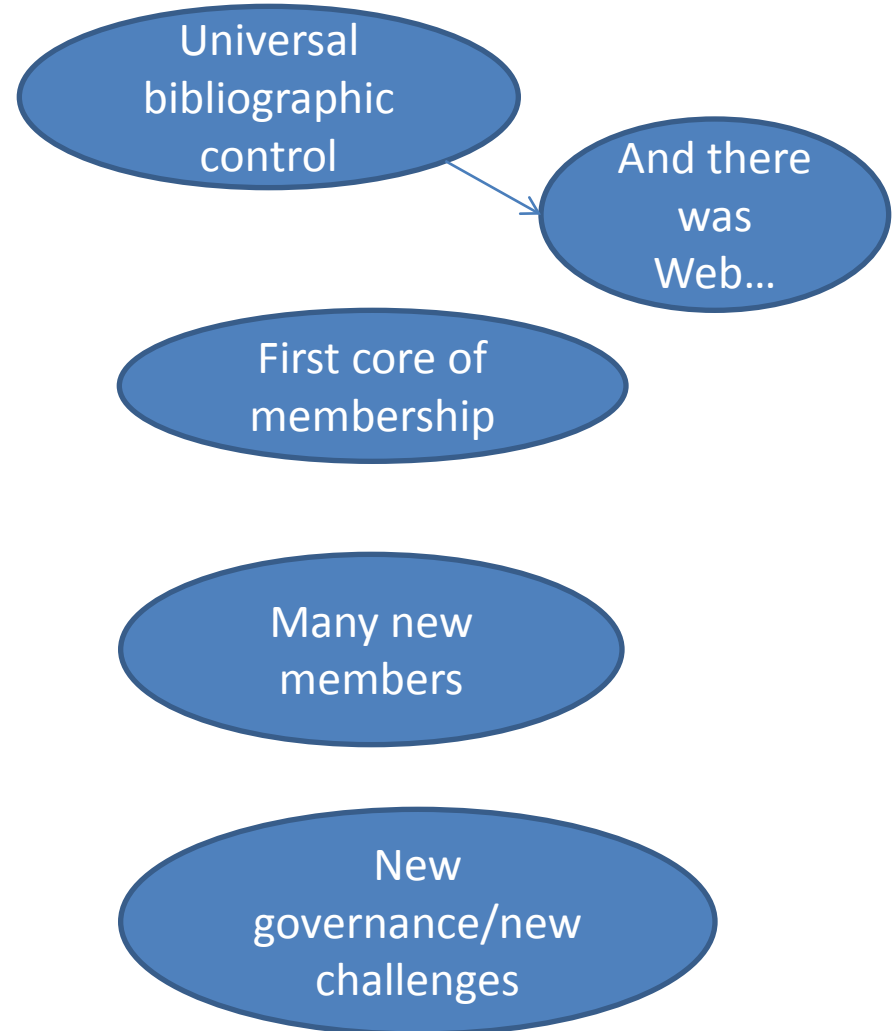 Universal
bibliographic
control
And there
was
Web…
First core of
membership
Many new
members
New
governance/new
challenges